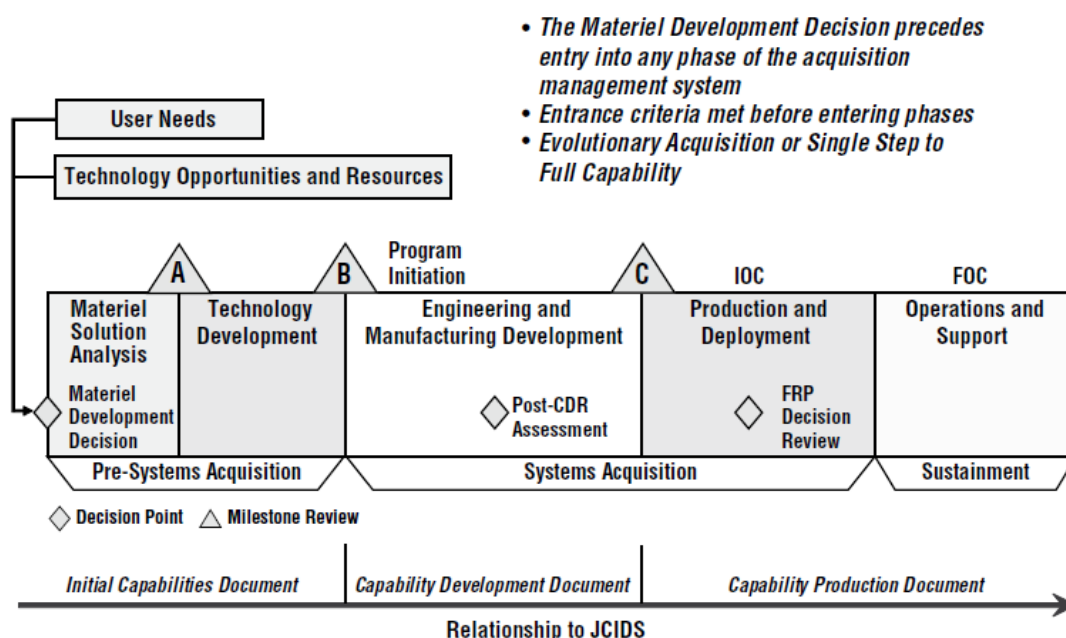 • The Materiel Development Decision precedes
entry into any phase of the acquisition
management system
• Entrance criteria met before entering phases
• Evolutionary Acquisition or Single Step to
Full Capability
User Needs
Technology Opportunities and Resources
A
B
Program
Initiation
C
IOC
FOC
Materiel
Solution
Analysis
Technology
Development
Engineering and
Manufacturing Development
Production and
Deployment
Operations and
Support
Materiel
Development
Decision
Post-CDR
Assessment
FRP
Decision
Review
Pre-Systems Acquisition
Systems Acquisition
Sustainment
Decision Point
Milestone Review
Initial Capabilities Document
Capability Development Document
Capability Production Document
Relationship to JCIDS